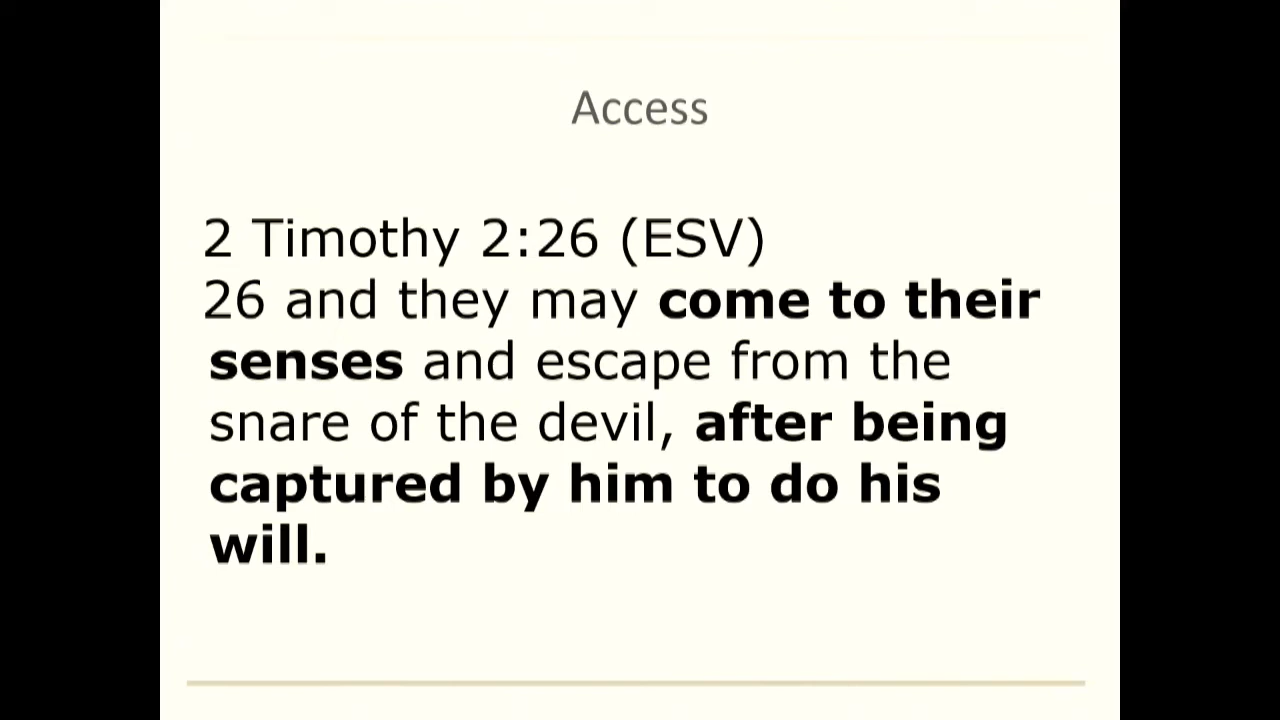 Access
2 Timothy 2:26 (ESV)
26 and they may come to their
senses and escape from the
snare of the devil, after being
captured by him to do his
will.